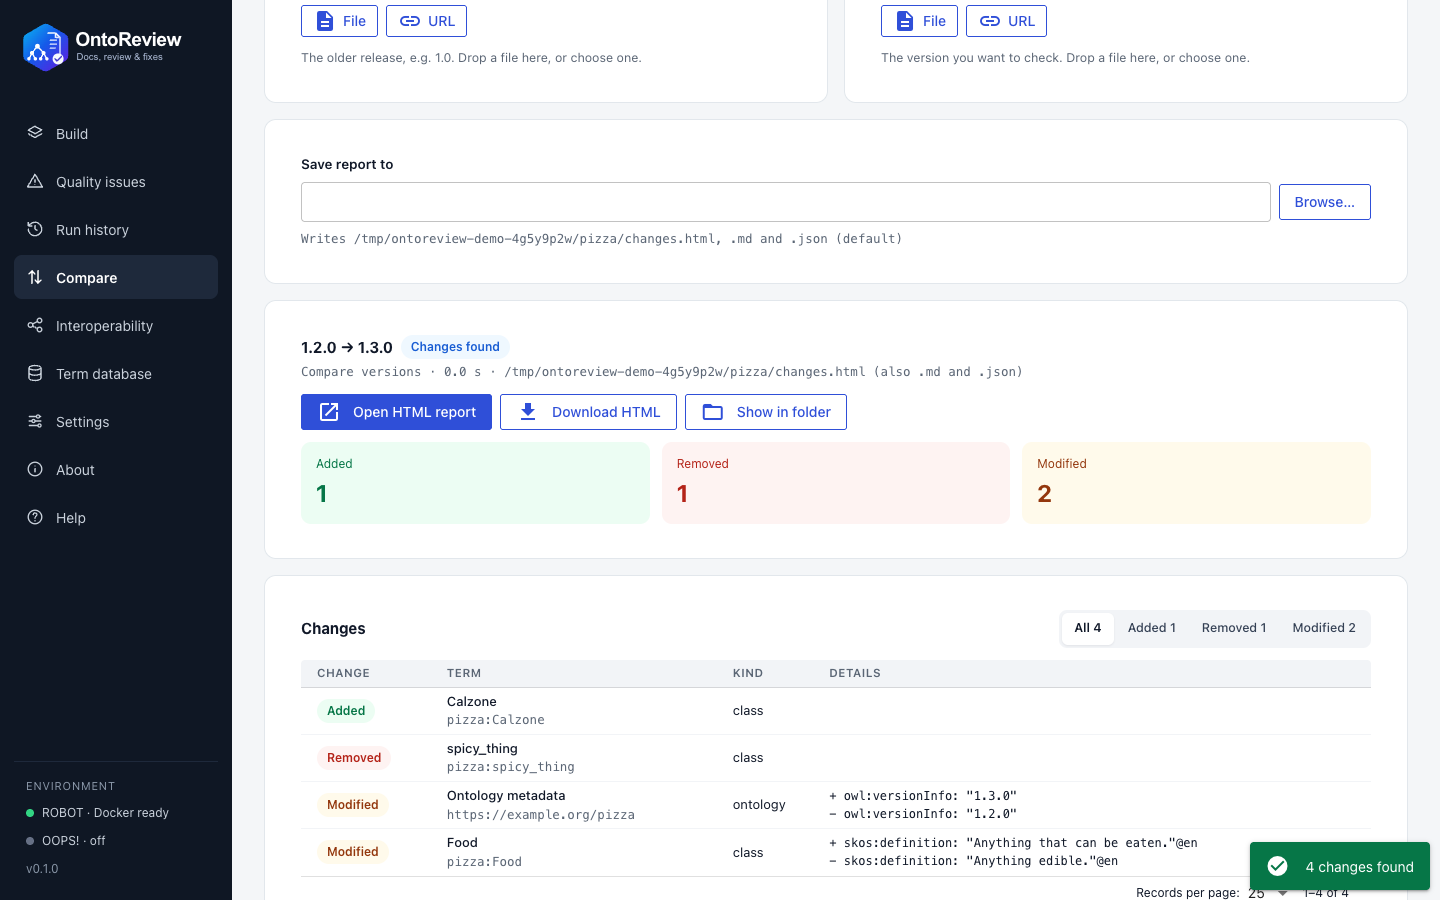 OntoReview
Docs, review & fixes
Build
Quality issues
Run history
Compare
Interoperability
Term database
Settings
About
Help
ENVIRONMENT
ROBOT · Docker ready
OOPS! · off
v0.1.0
File URL
The older release, e.g. 1.0. Drop a file here, or choose one.
File URL
The version you want to check. Drop a file here, or choose one.
Save report to
Browse...
Writes /tmp/ontoreview-demo-4g5y9p2w/pizza/changes.html, .md and .json (default)
1.2.0 → 1.3.0 Changes found
Compare versions · 0.0 s · /tmp/ontoreview-demo-4g5y9p2w/pizza/changes.html (also .md and .json)
Open HTML report Download HTML Show in folder
Added Removed Modified
1 1 2
Changes All 4 Added 1 Removed 1 Modified 2
CHANGE TERM KIND DETAILS
Added Calzone class
pizza:Calzone
Removed spicy_thing class
pizza:spicy_thing
Modified Ontology metadata ontology + owl:versionInfo: "1.3.0"
https://example.org/pizza − owl:versionInfo: "1.2.0"
Modified Food class + skos:definition: "Anything that can be eaten."@en
pizza:Food − skos:definition: "Anything edible."@en
4 changes found
Records per page: 25 1–4 of 4